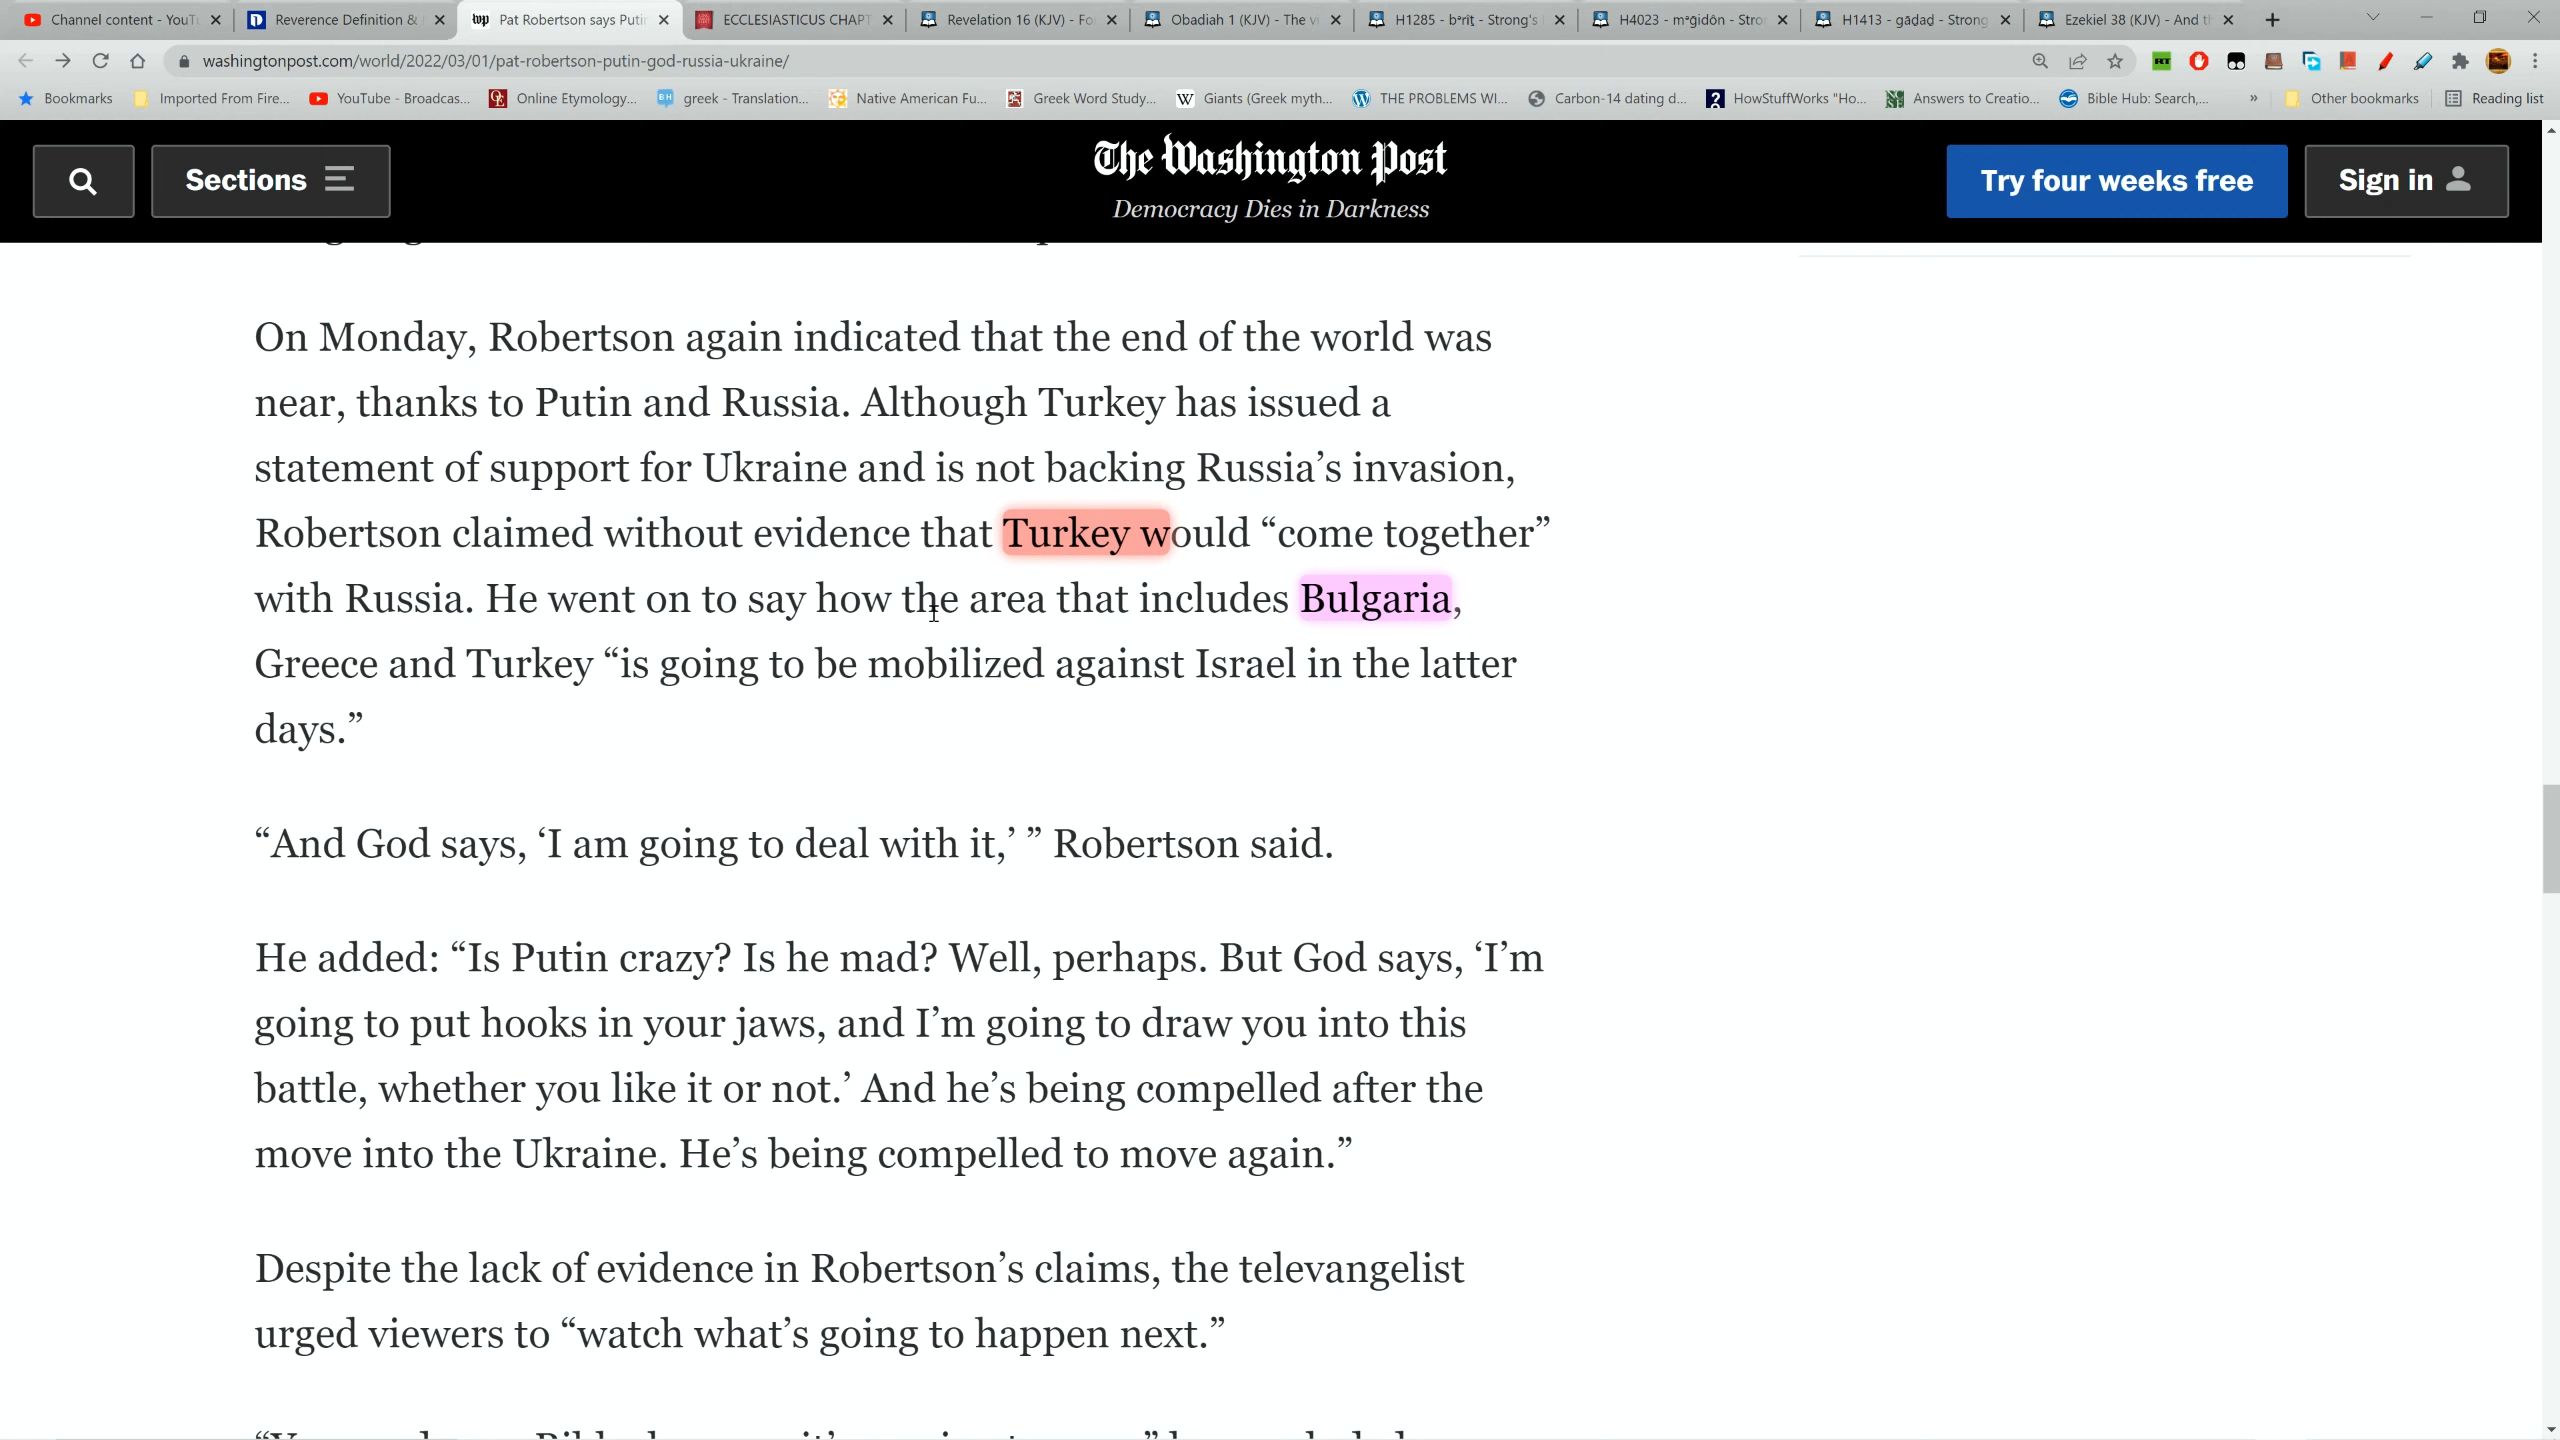 Channel content - YouTu
Reverence Definition &
Pat Robertson says Putin
ECCLESIASTICUS CHAPT
Revelation 16 (KJV) - Fo
Obadiah 1 (KJV) - The vi
H1285 - bᵊrîṯ - Strong's
H4023 - mᵊḡidôn - Stro
H1413 - gāḏaḏ - Strong
Ezekiel 38 (KJV) - And t
washingtonpost.com/world/2022/03/01/pat-robertson-putin-god-russia-ukraine/
Bookmarks
Imported From Fire...
YouTube - Broadcas...
Online Etymology...
greek - Translation...
Native American Fu...
Greek Word Study...
Giants (Greek myth...
THE PROBLEMS WI...
Carbon-14 dating d...
HowStuffWorks "Ho...
Answers to Creatio...
Bible Hub: Search,...
»
Other bookmarks
Reading list
Sections
The Washington Post
Democracy Dies in Darkness
Try four weeks free
Sign in
On Monday, Robertson again indicated that the end of the world was
near, thanks to Putin and Russia. Although Turkey has issued a
statement of support for Ukraine and is not backing Russia’s invasion,
Robertson claimed without evidence that Turkey would “come together”
with Russia. He went on to say how the area that includes Bulgaria,
Greece and Turkey “is going to be mobilized against Israel in the latter
days.”
“And God says, ‘I am going to deal with it,’ ” Robertson said.
He added: “Is Putin crazy? Is he mad? Well, perhaps. But God says, ‘I’m
going to put hooks in your jaws, and I’m going to draw you into this
battle, whether you like it or not.’ And he’s being compelled after the
move into the Ukraine. He’s being compelled to move again.”
Despite the lack of evidence in Robertson’s claims, the televangelist
urged viewers to “watch what’s going to happen next.”